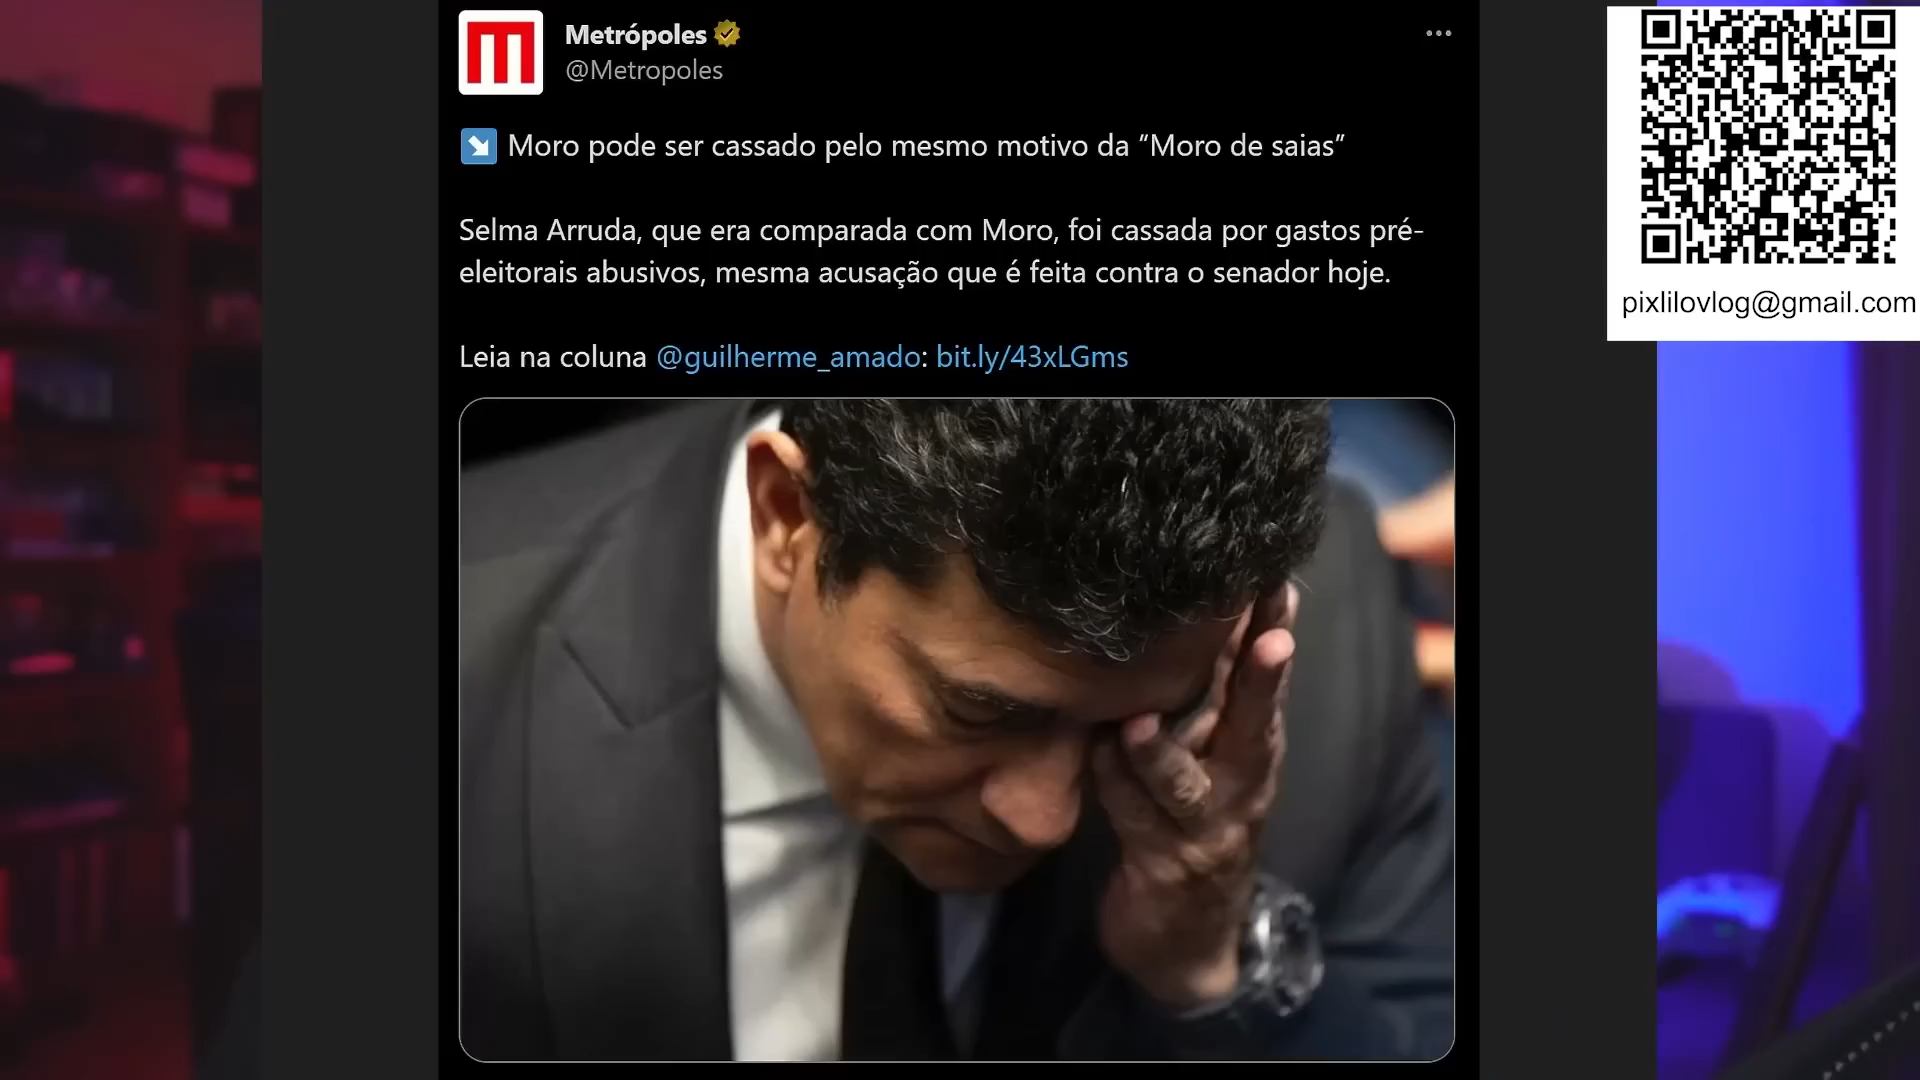 Metrópoles
@Metropoles
Moro pode ser cassado pelo mesmo motivo da “Moro de saias”
Selma Arruda, que era comparada com Moro, foi cassada por gastos pré-
eleitorais abusivos, mesma acusação que é feita contra o senador hoje.
Leia na coluna @guilherme_amado: bit.ly/43xLGms
pixlilovlog@gmail.com